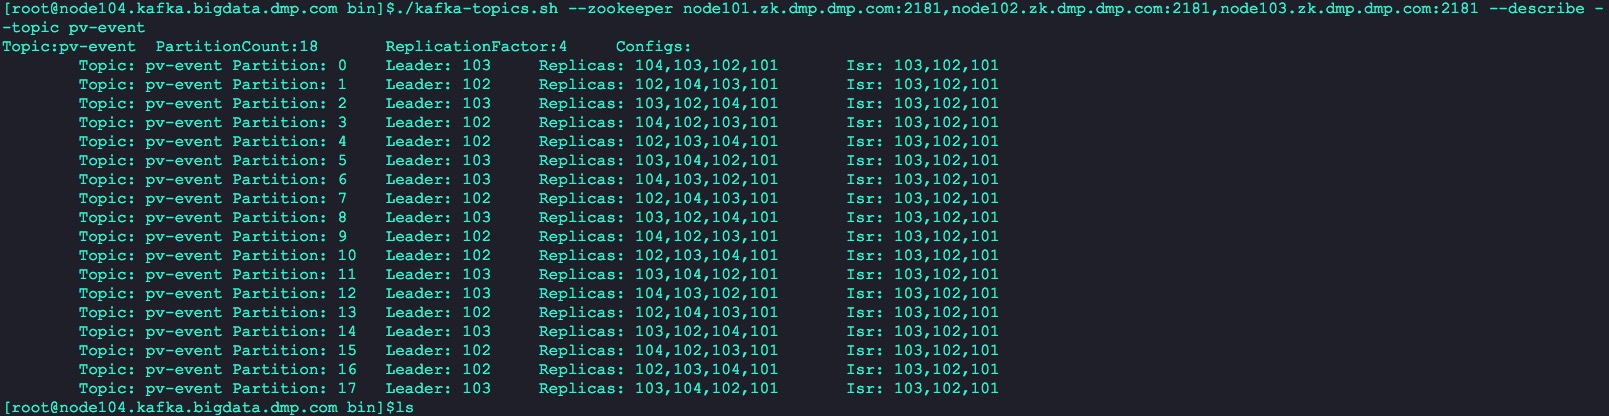 [root@node104.kafka.bigdata.dmp.com bin]$./kafka-topics.sh --zookeeper node101.zk.dmp.dmp.com:2181,node102.zk.dmp.dmp.com:2181,node103.zk.dmp.dmp.com:2181 --describe -
-topic pv-event
Topic:pv-event PartitionCount:18 ReplicationFactor:4 Configs:
Topic: pv-event Partition: 0 Leader: 103 Replicas: 104,103,102,101 Isr: 103,102,101
Topic: pv-event Partition: 1 Leader: 102 Replicas: 102,104,103,101 Isr: 103,102,101
Topic: pv-event Partition: 2 Leader: 103 Replicas: 103,102,104,101 Isr: 103,102,101
Topic: pv-event Partition: 3 Leader: 102 Replicas: 104,102,103,101 Isr: 103,102,101
Topic: pv-event Partition: 4 Leader: 102 Replicas: 102,103,104,101 Isr: 103,102,101
Topic: pv-event Partition: 5 Leader: 103 Replicas: 103,104,102,101 Isr: 103,102,101
Topic: pv-event Partition: 6 Leader: 103 Replicas: 104,103,102,101 Isr: 103,102,101
Topic: pv-event Partition: 7 Leader: 102 Replicas: 102,104,103,101 Isr: 103,102,101
Topic: pv-event Partition: 8 Leader: 103 Replicas: 103,102,104,101 Isr: 103,102,101
Topic: pv-event Partition: 9 Leader: 102 Replicas: 104,102,103,101 Isr: 103,102,101
Topic: pv-event Partition: 10 Leader: 102 Replicas: 102,103,104,101 Isr: 103,102,101
Topic: pv-event Partition: 11 Leader: 103 Replicas: 103,104,102,101 Isr: 103,102,101
Topic: pv-event Partition: 12 Leader: 103 Replicas: 104,103,102,101 Isr: 103,102,101
Topic: pv-event Partition: 13 Leader: 102 Replicas: 102,104,103,101 Isr: 103,102,101
Topic: pv-event Partition: 14 Leader: 103 Replicas: 103,102,104,101 Isr: 103,102,101
Topic: pv-event Partition: 15 Leader: 102 Replicas: 104,102,103,101 Isr: 103,102,101
Topic: pv-event Partition: 16 Leader: 102 Replicas: 102,103,104,101 Isr: 103,102,101
Topic: pv-event Partition: 17 Leader: 103 Replicas: 103,104,102,101 Isr: 103,102,101
[root@node104.kafka.bigdata.dmp.com bin]$ls